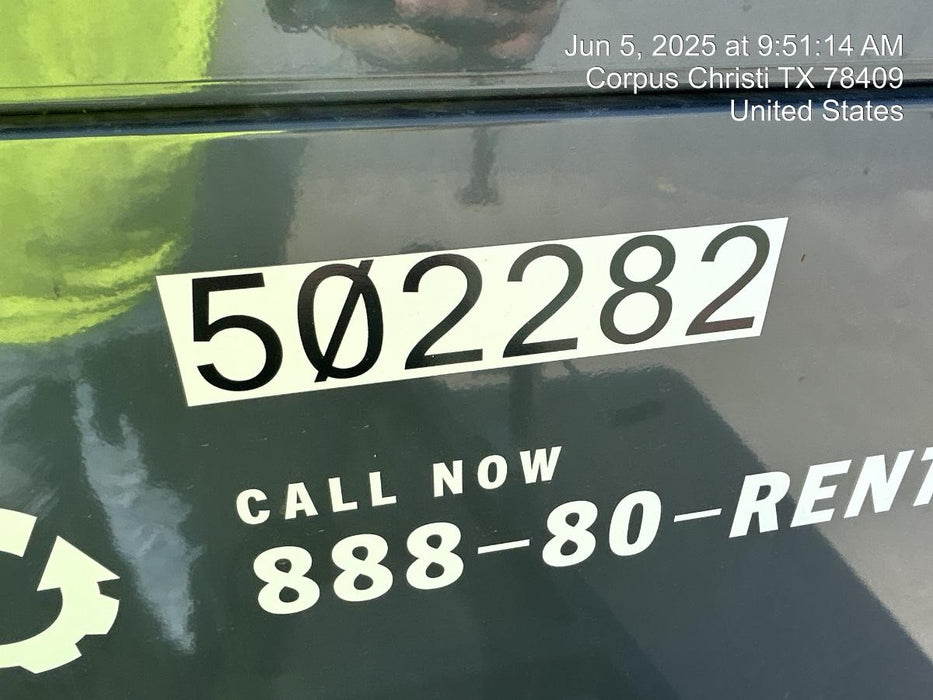 Jun 5, 2025 at 9:51:14 AM
Corpus Christi TX 78409
United States
5Ø2282
CALL NOW
888-80-RENT